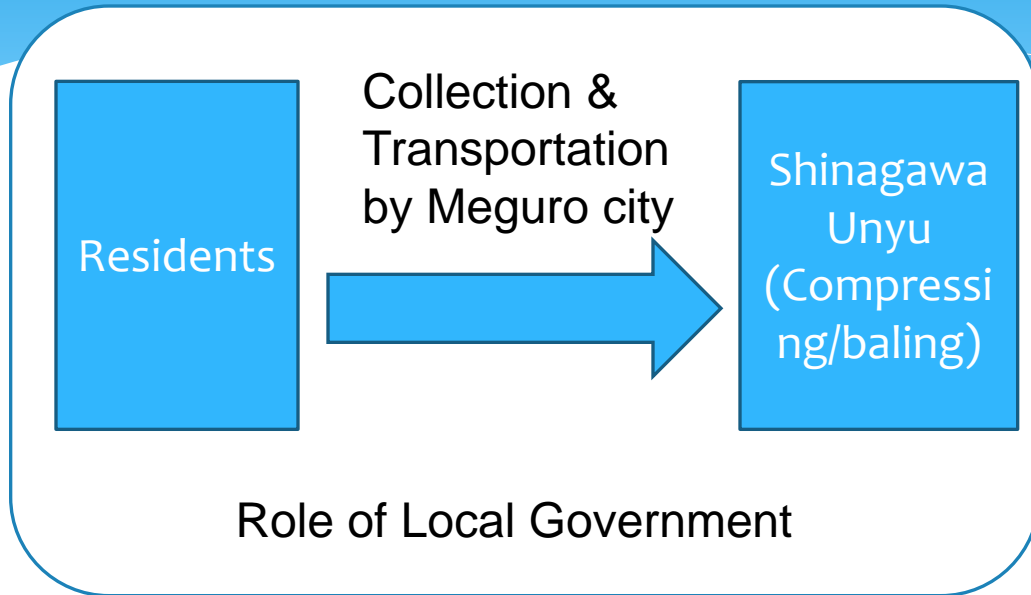 Residents
Collection &
Transportation
by Meguro city
Shinagawa
Unyu
(Compressi
ng/baling)
Role of Local Government